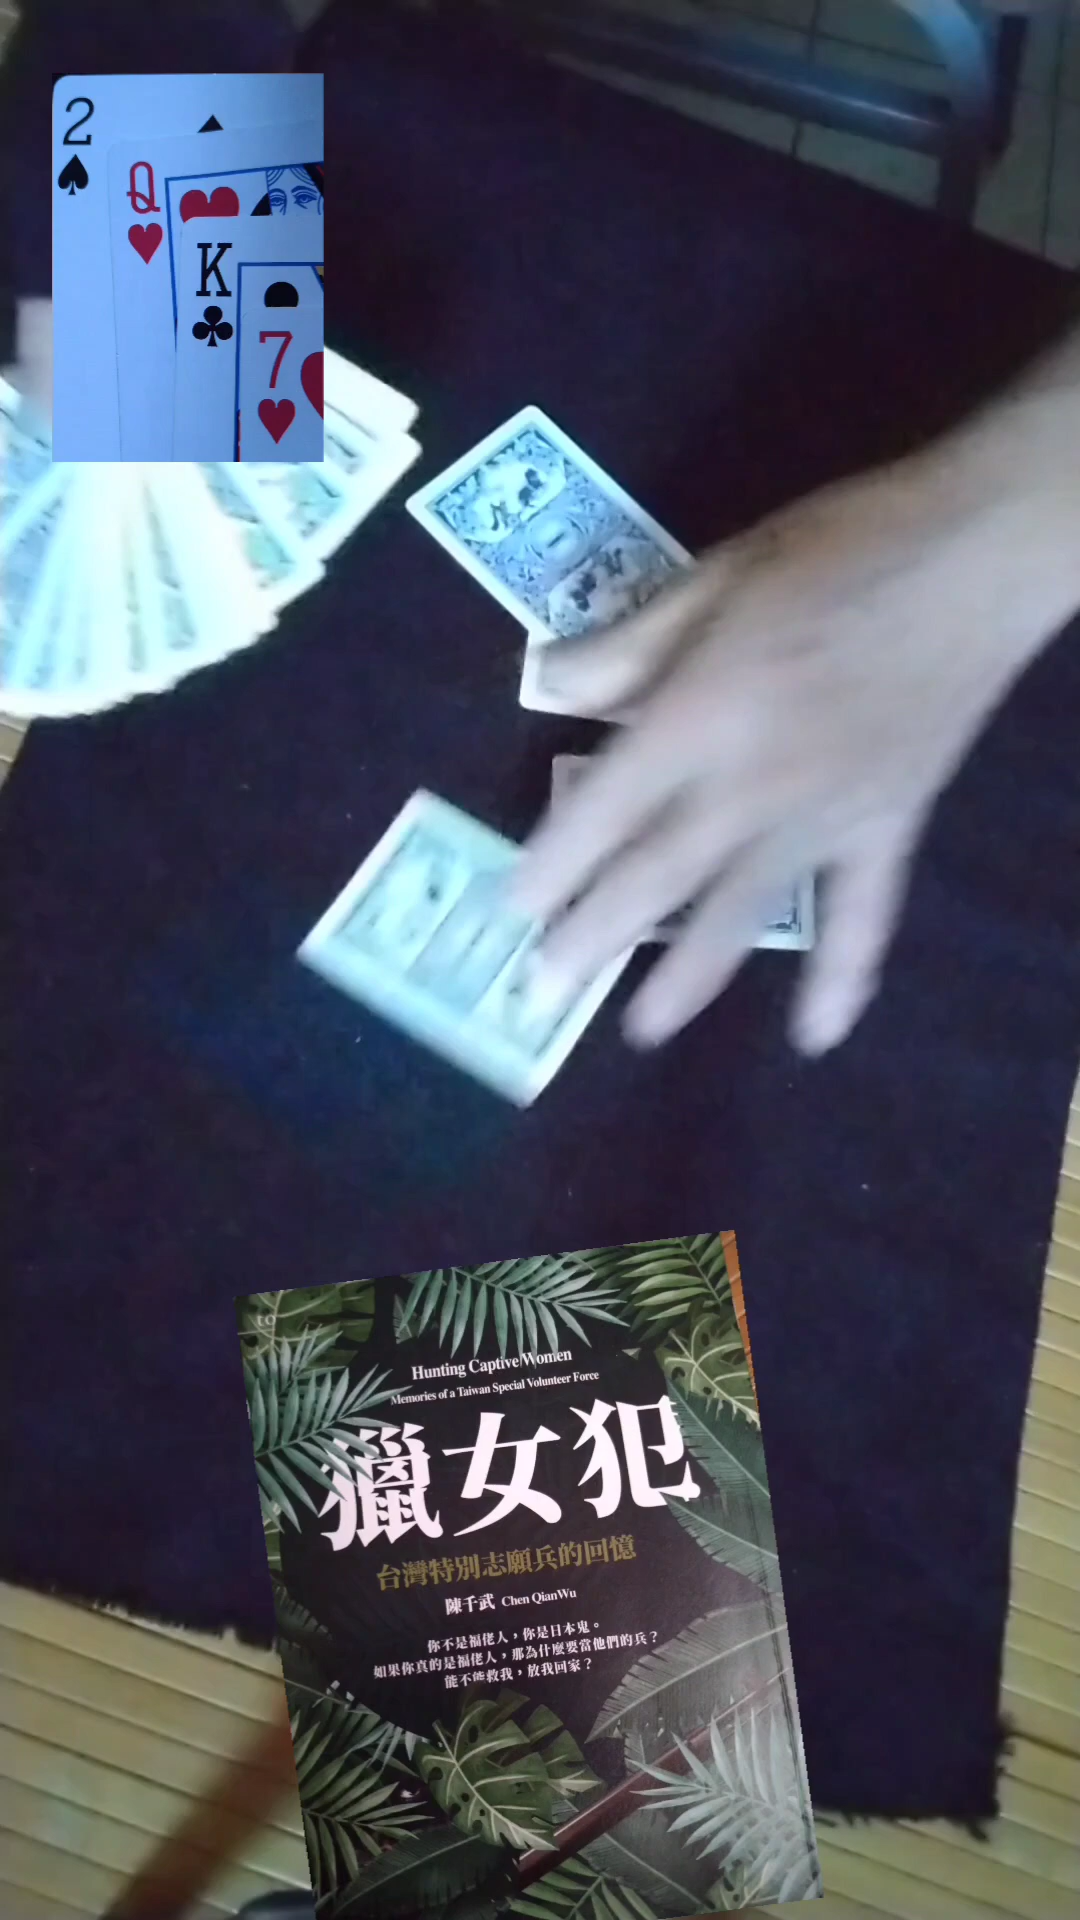 2
Q
K
7
to
Hunting Captive Women
Memories of a Taiwan Special Volunteer Force
獵女犯
台灣特別志願兵的回憶
陳千武 Chen QianWu
你不是福佬人，你是日本鬼。
如果你真的是福佬人，那為什麼要當他們的兵？
能不能救我，放我回家？